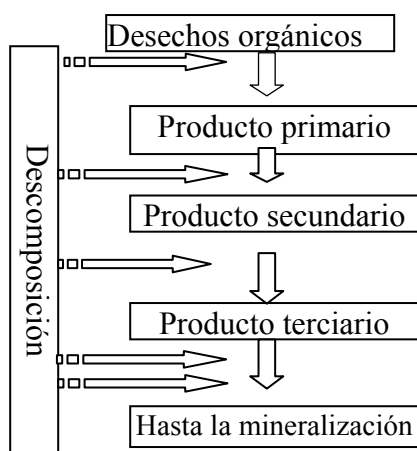 Desechos orgánicos
Producto primario
Producto secundario
Producto terciario
Hasta la mineralización
Descomposición